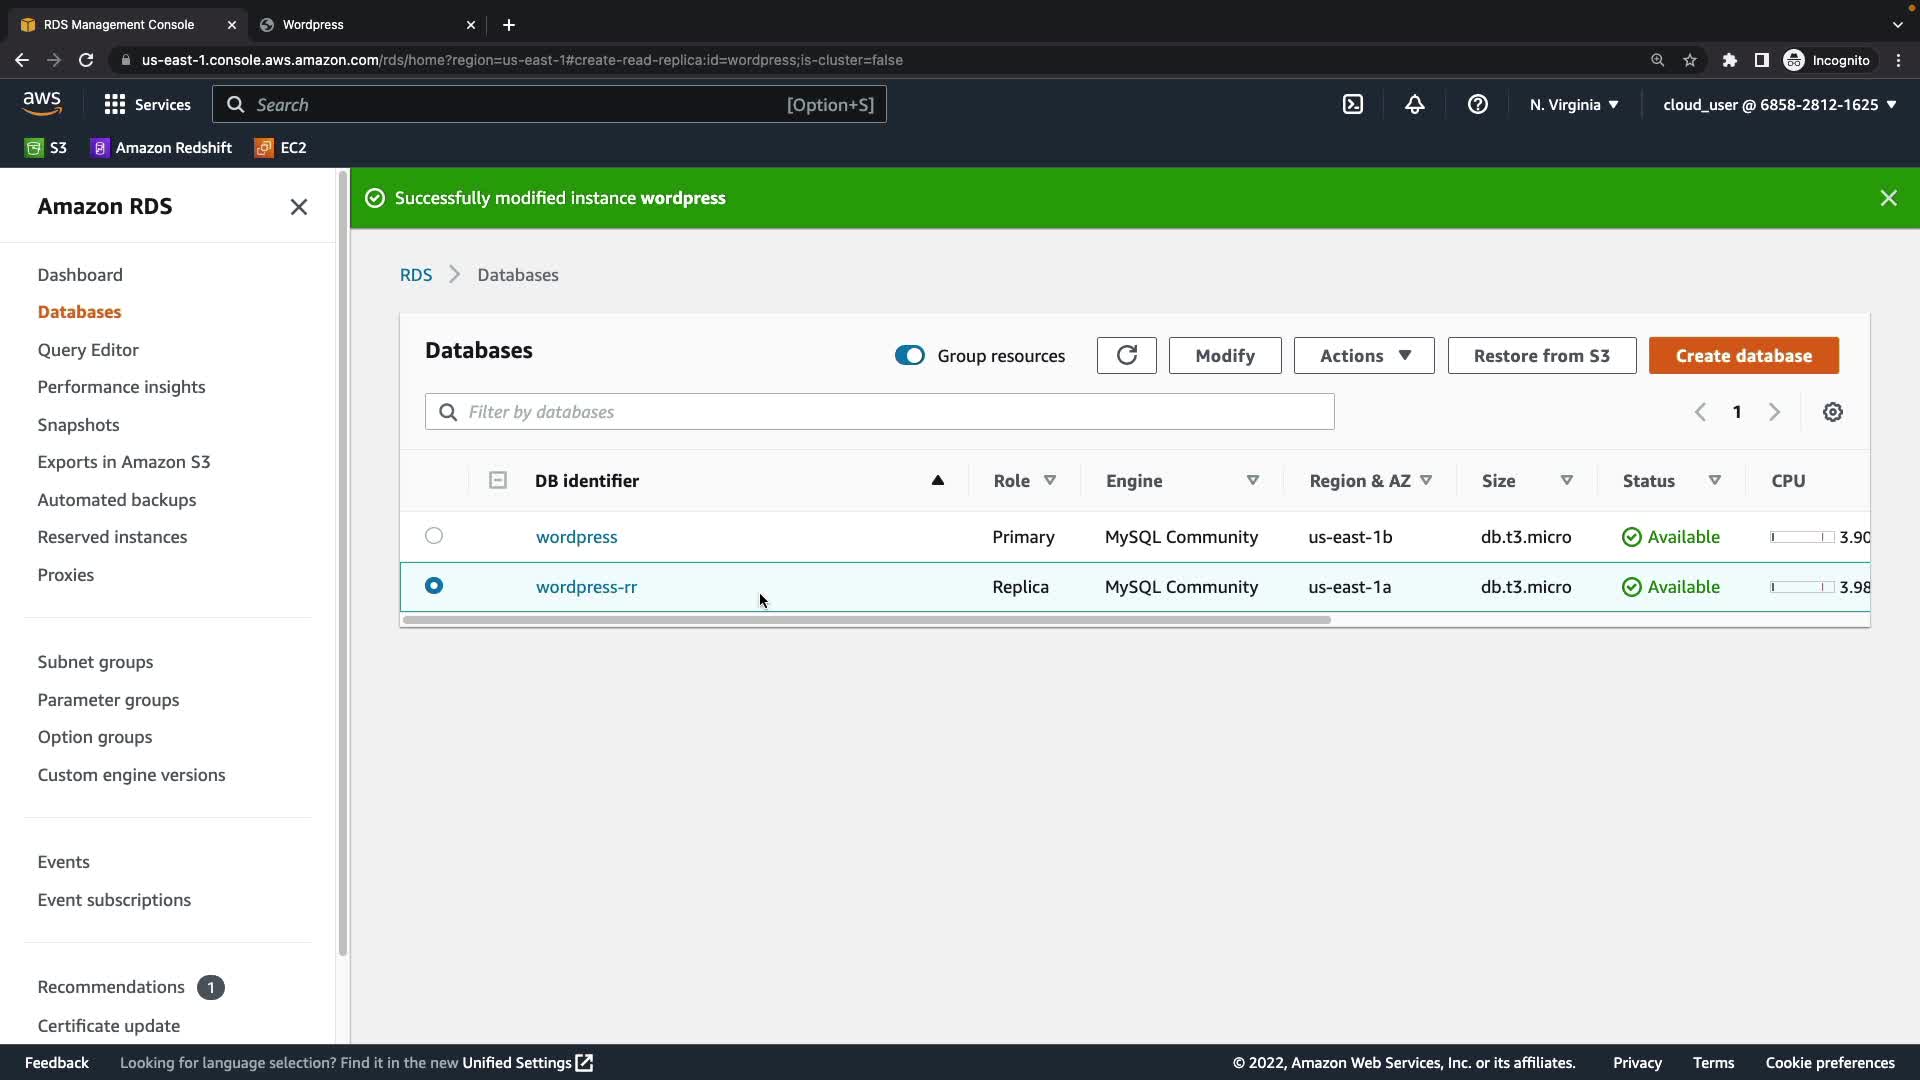 RDS Management Console
Wordpress
us-east-1.console.aws.amazon.com/rds/home?region=us-east-1#create-read-replica:id=wordpress;is-cluster=false
Incognito
aws
Services
Search
[Option+S]
N. Virginia
cloud_user @ 6858-2812-1625
S3
Amazon Redshift
EC2
Amazon RDS
Dashboard
Databases
Query Editor
Performance insights
Snapshots
Exports in Amazon S3
Automated backups
Reserved instances
Proxies
Subnet groups
Parameter groups
Option groups
Custom engine versions
Events
Event subscriptions
Recommendations 1
Certificate update
Successfully modified instance wordpress
RDS > Databases
Databases
Group resources
Modify
Actions
Restore from S3
Create database
Filter by databases
1
DB identifier Role Engine Region & AZ Size Status CPU
wordpress Primary MySQL Community us-east-1b db.t3.micro Available 3.90
wordpress-rr Replica MySQL Community us-east-1a db.t3.micro Available 3.98
Feedback
Looking for language selection? Find it in the new Unified Settings
© 2022, Amazon Web Services, Inc. or its affiliates.
Privacy
Terms
Cookie preferences